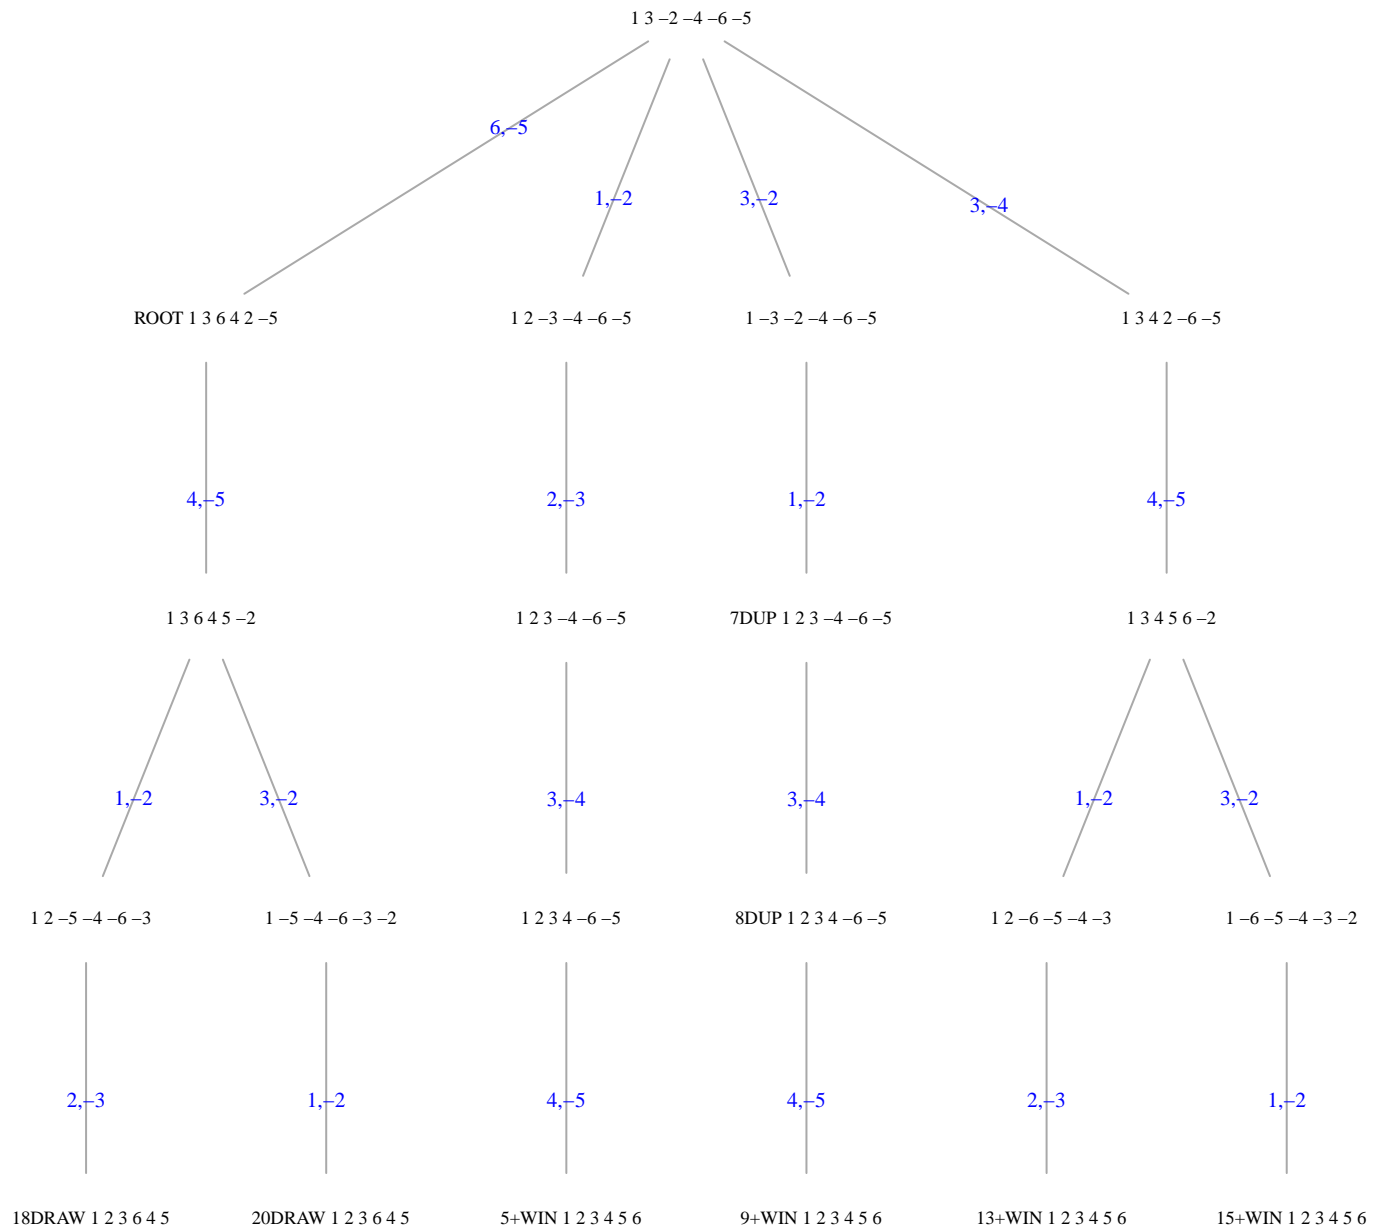 1 3 –2 –4 –6 –5
6,–5
1,–2
3,–2
3,–4
ROOT 1 3 6 4 2 –5
1 2 –3 –4 –6 –5
1 –3 –2 –4 –6 –5
1 3 4 2 –6 –5
4,–5
2,–3
1,–2
4,–5
1 3 6 4 5 –2
1 2 3 –4 –6 –5
7DUP 1 2 3 –4 –6 –5
1 3 4 5 6 –2
1,–2
3,–2
3,–4
3,–4
1,–2
3,–2
1 2 –5 –4 –6 –3
1 –5 –4 –6 –3 –2
1 2 3 4 –6 –5
8DUP 1 2 3 4 –6 –5
1 2 –6 –5 –4 –3
1 –6 –5 –4 –3 –2
2,–3
1,–2
4,–5
4,–5
2,–3
1,–2
18DRAW 1 2 3 6 4 5
20DRAW 1 2 3 6 4 5
5+WIN 1 2 3 4 5 6
9+WIN 1 2 3 4 5 6
13+WIN 1 2 3 4 5 6
15+WIN 1 2 3 4 5 6